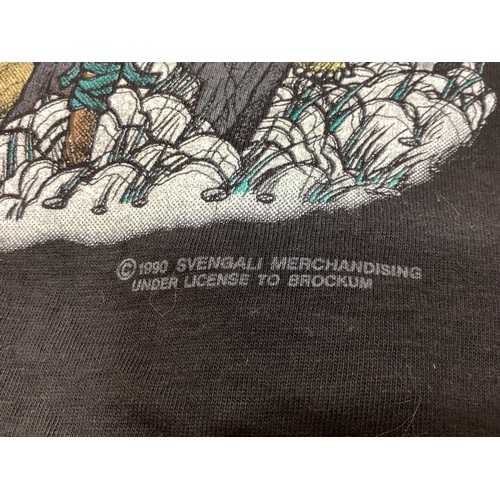 © 1990 SVENGALI MERCHANDISING
UNDER LICENSE TO BROCKUM